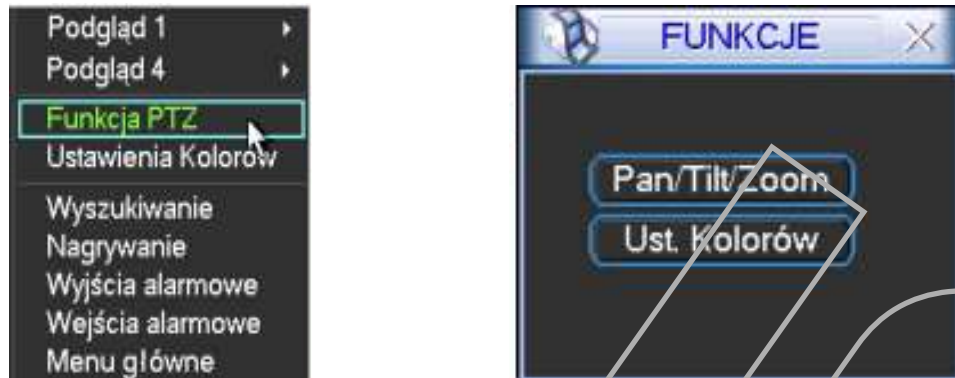 Podgląd 1
Podgląd 4
Funkcja PTZ
Ustawienia Kolorów
Wyszukiwanie
Nagrywanie
Wyjścia alarmowe
Wejścia alarmowe
Menu główne
FUNKCJE
Pan/Tilt/Zoom
Ust. Kolorów